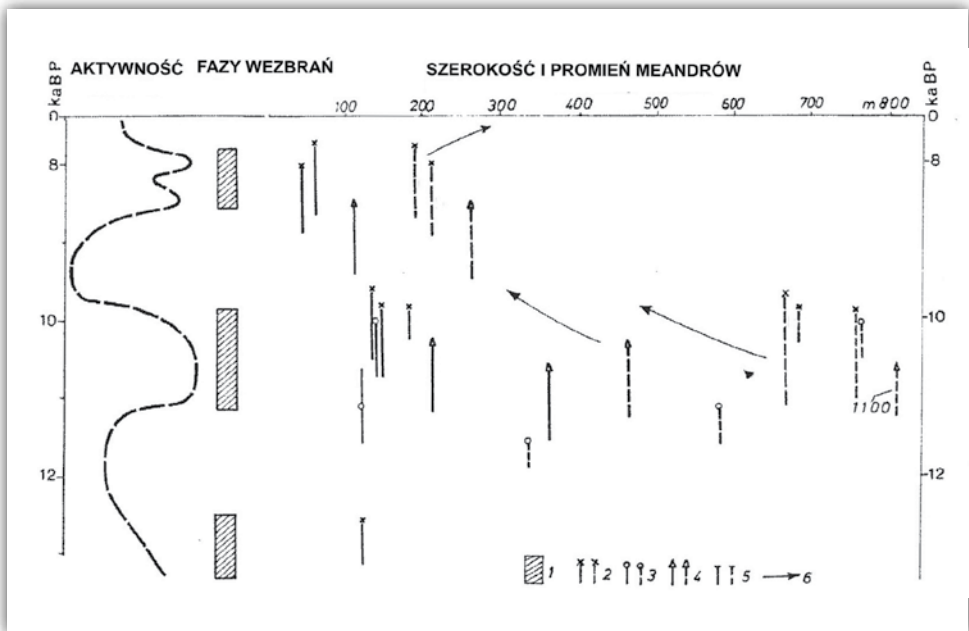 AKTYWNOŚĆ FAZY WEZBRAŃ SZEROKOŚĆ I PROMIEŃ MEANDRÓW
ka BP ka BP
100 200 300 400 500 600 700 m 800
0 0
8 8
10 10
1100
12 12
1 2 3 4 5 6